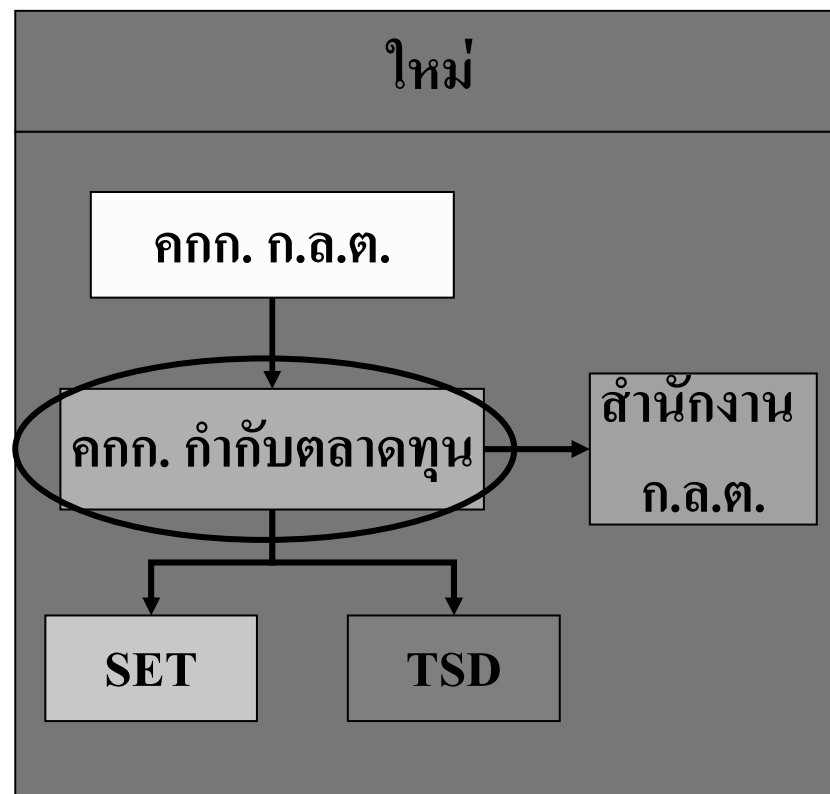 ใหม่
คกก. ก.ล.ต.
คกก. กำกับตลาดทุน
สำนักงาน
ก.ล.ต.
SET
TSD